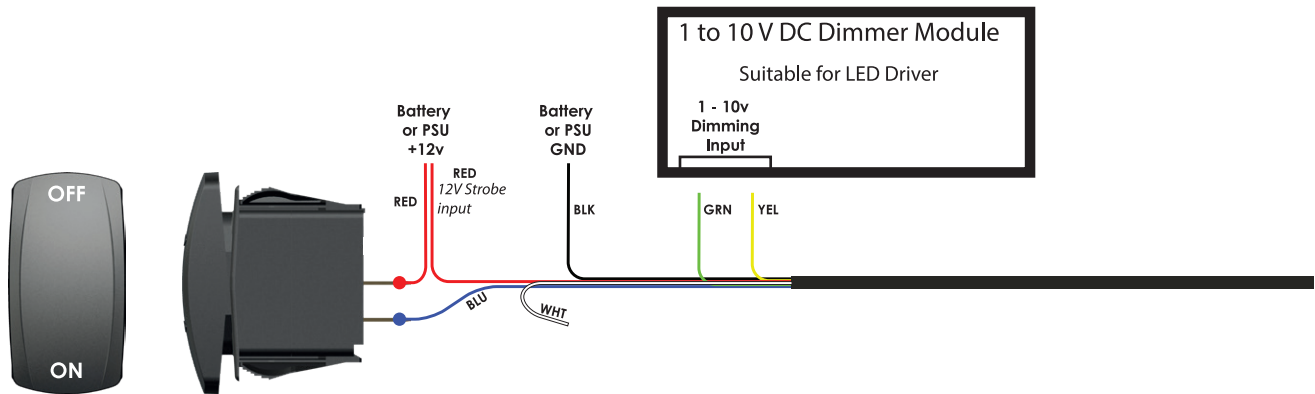 1 to 10 V DC Dimmer Module
Suitable for LED Driver
1 - 10v
Dimming
Input
Battery
or PSU
+12v
Battery
or PSU
GND
RED
12V Strobe
input
RED
BLK
GRN
YEL
OFF
ON
BLU
WHT